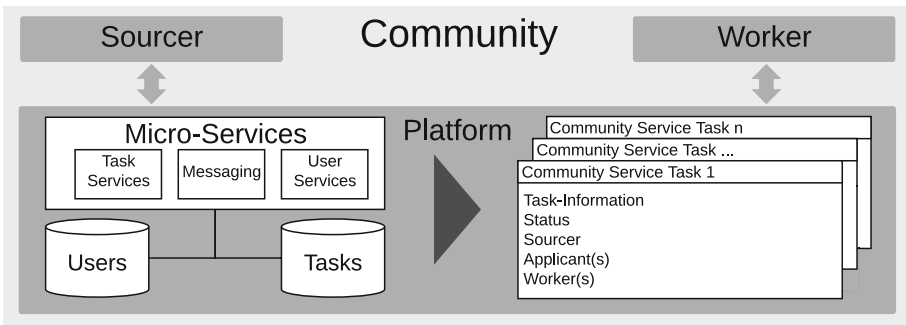 Sourcer
Community
Worker
Micro-Services
Task
Services
Messaging
User
Services
Users
Tasks
Platform
Community Service Task n
Community Service Task ...
Community Service Task 1
Task-Information
Status
Sourcer
Applicant(s)
Worker(s)